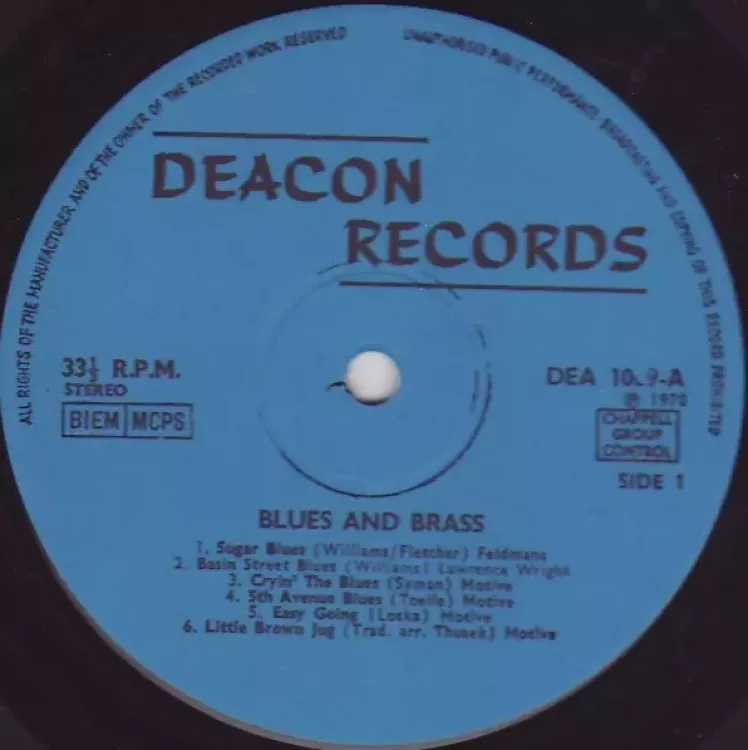 ALL RIGHTS OF THE MANUFACTURER AND OF THE OWNER OF THE RECORDED WORK RESERVED
UNAUTHORISED PUBLIC PERFORMANCE, BROADCASTING AND COPYING OF THIS RECORD PROHIBITED
DEACON
RECORDS
33⅓ R.P.M.
STEREO
BIEM MCPS
DEA
℗ 1970
CHAPPELL
GROUP
CONTROL
SIDE 1
BLUES AND BRASS
1. Sugar Blues (Williams/Fletcher) Feldmans
2. Basin Street Blues (Williams) Lawrence Wright
3. Cryin' The Blues (Syman) Motive
4. 5th Avenue Blues (Toelle) Motive
5. Easy Going (Loska) Motive
6. Little Brown Jug (Trad. arr. Thusek) Motive